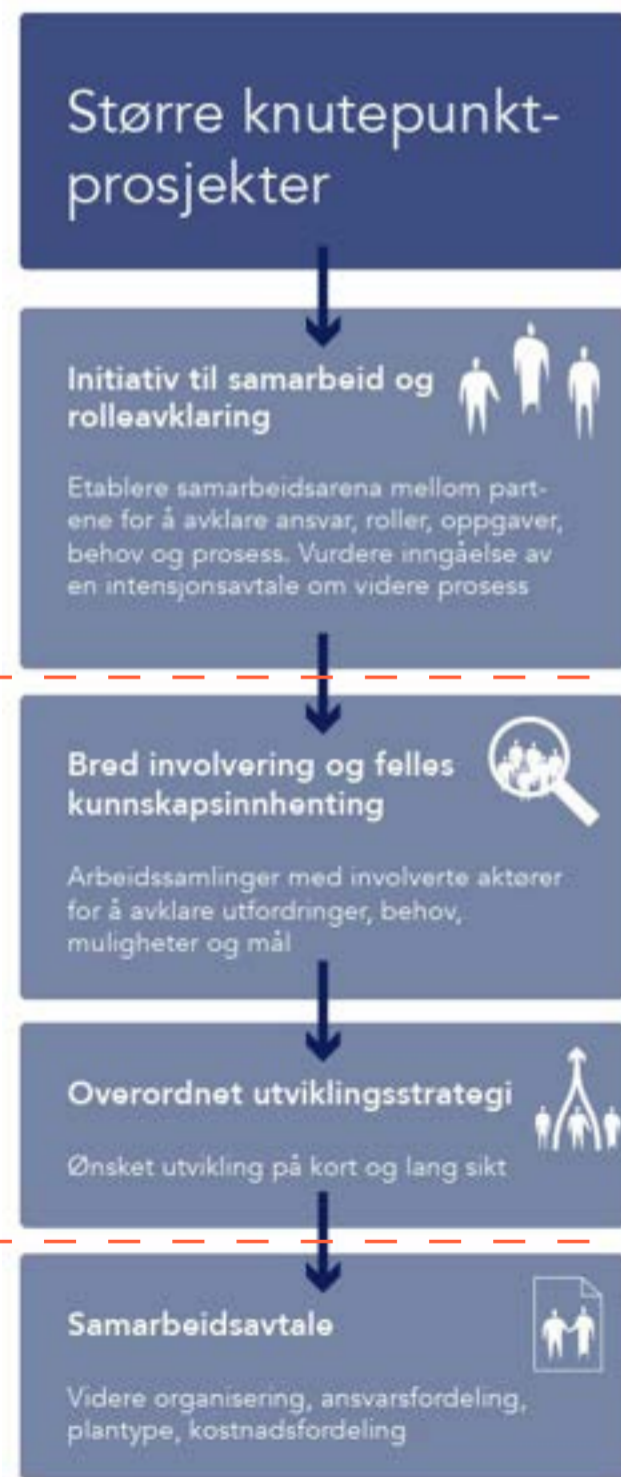 Større knutepunkt-
prosjekter
Initiativ til samarbeid og
rolleavklaring
Etablere samarbeidsarena mellom part-
ene for å avklare ansvar, roller, oppgaver,
behov og prosess. Vurdere inngåelse av
en intensjonsavtale om videre prosess
Bred involvering og felles
kunnskapsinnhenting
Arbeidssamlinger med involverte aktører
for å avklare utfordringer, behov,
muligheter og mål
Overordnet utviklingsstrategi
Ønsket utvikling på kort og lang sikt
Samarbeidsavtale
Videre organisering, ansvarsfordeling,
plantype, kostnadsfordeling